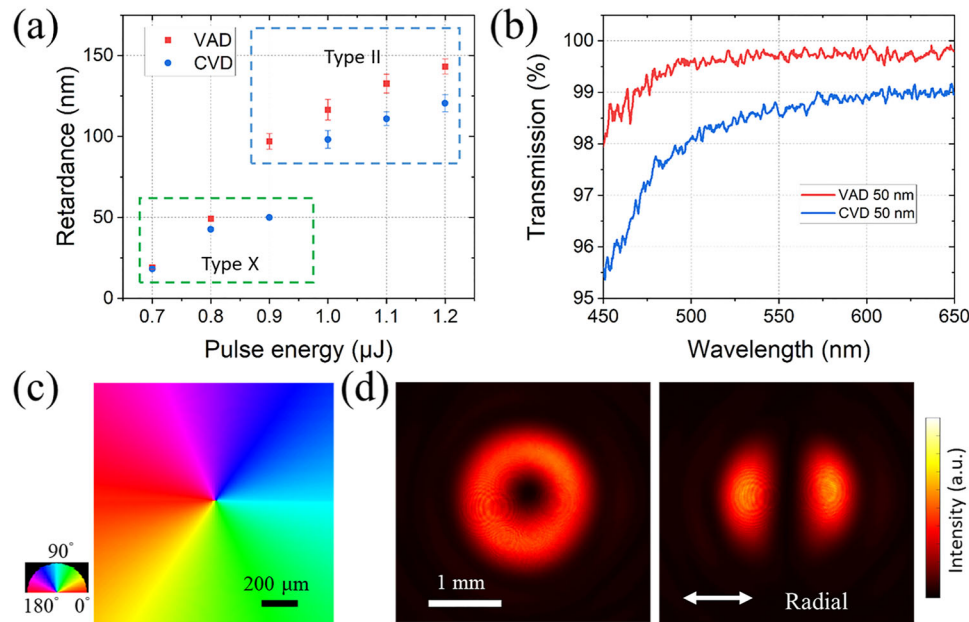 (a)
VAD
CVD
Type II
Type X
150
100
50
0
Retardance (nm)
0.7 0.8 0.9 1.0 1.1 1.2
Pulse energy (µJ)
(b)
100
99
98
97
96
95
Transmission (%)
VAD 50 nm
CVD 50 nm
450 500 550 600 650
Wavelength (nm)
(c)
90°
180° 0°
200 µm
(d)
1 mm
Radial
Intensity (a.u.)